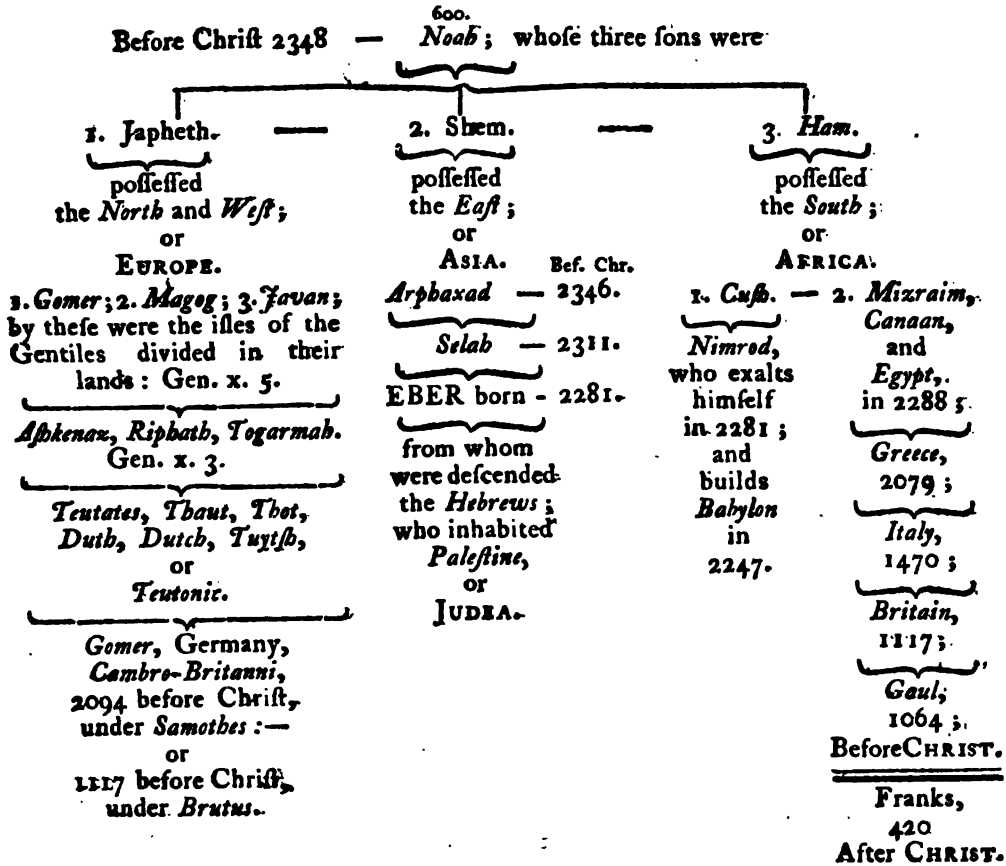 600.
Before Chriſt 2348 — Noah; whoſe three ſons were
1. Japheth. — 2. Shem. — 3. Ham.
poſſeſſed
the North and Weſt;
or
EUROPE.
1. Gomer; 2. Magog; 3. Javan;
by theſe were the iſles of the
Gentiles divided in their
lands: Gen. x. 5.
Aſhkenaz, Riphath, Togarmah.
Gen. x. 3.
Teutates, Thaut, Thot,
Duth, Dutch, Tuytſh,
or
Teutonic.
Gomer, Germany,
Cambro-Britanni,
2094 before Chriſt,
under Samothes :—
or
1117 before Chriſt,
under Brutus.
poſſeſſed
the Eaſt;
or
ASIA.
Bef. Chr.
Arphaxad — 2346.
Selah — 2311.
EBER born - 2281.
from whom
were deſcended
the Hebrews;
who inhabited
Paleſtine,
or
JUDEA.
poſſeſſed
the South;
or
AFRICA.
1. Cuſh. — 2. Mizraim,
Nimrod,
who exalts
himſelf
in 2281;
and
builds
Babylon
in
2247.
Canaan,
and
Egypt,
in 2288;
Greece,
2079;
Italy,
1470;
Britain,
1117;
Gaul,
1064;
Before CHRIST.
Franks,
420
After CHRIST.